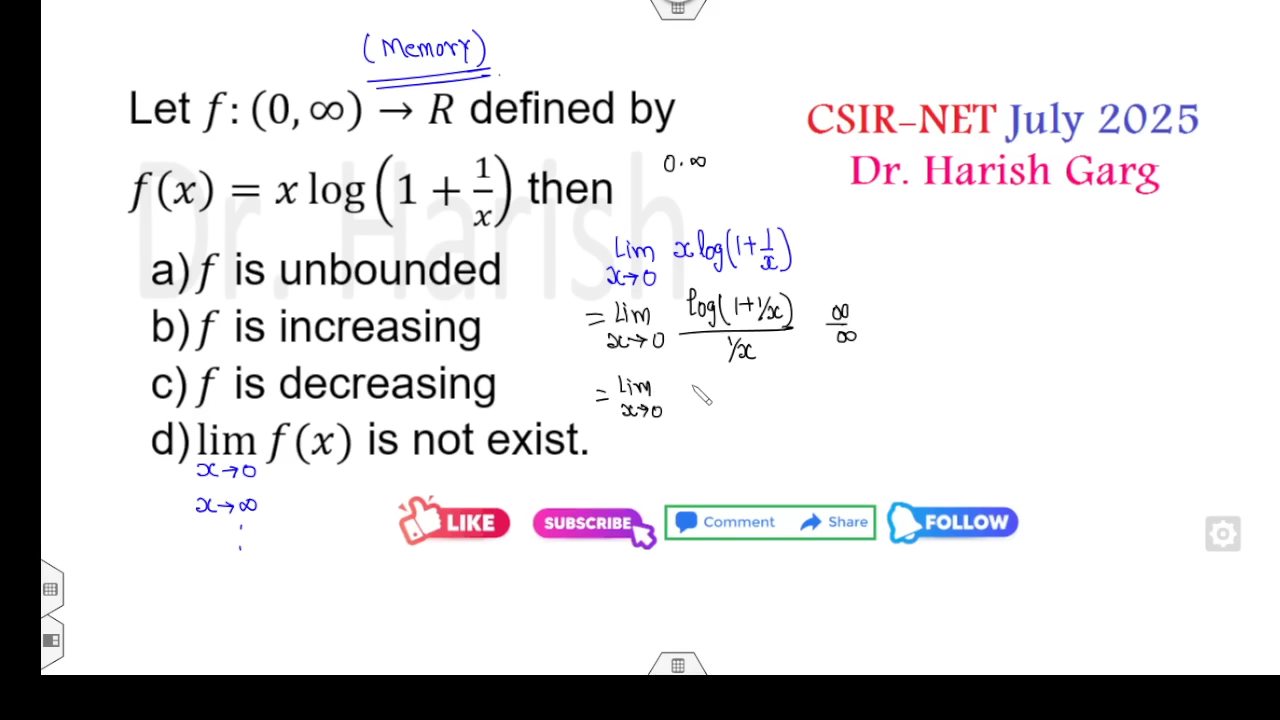 (Memory)
Let f: (0, ∞) → R defined by
f(x) = x log(1 + 1/x) then
a) f is unbounded
b) f is increasing
c) f is decreasing
d) lim f(x) is not exist.
x→0
x→∞
CSIR-NET July 2025
Dr. Harish Garg
0.∞
Lim x→0 x log(1+1/x)
= Lim x→0 log(1+1/x) / 1/x ∞/∞
= Lim x→0
Dr. Harish
LIKE
SUBSCRIBE
Comment Share
FOLLOW